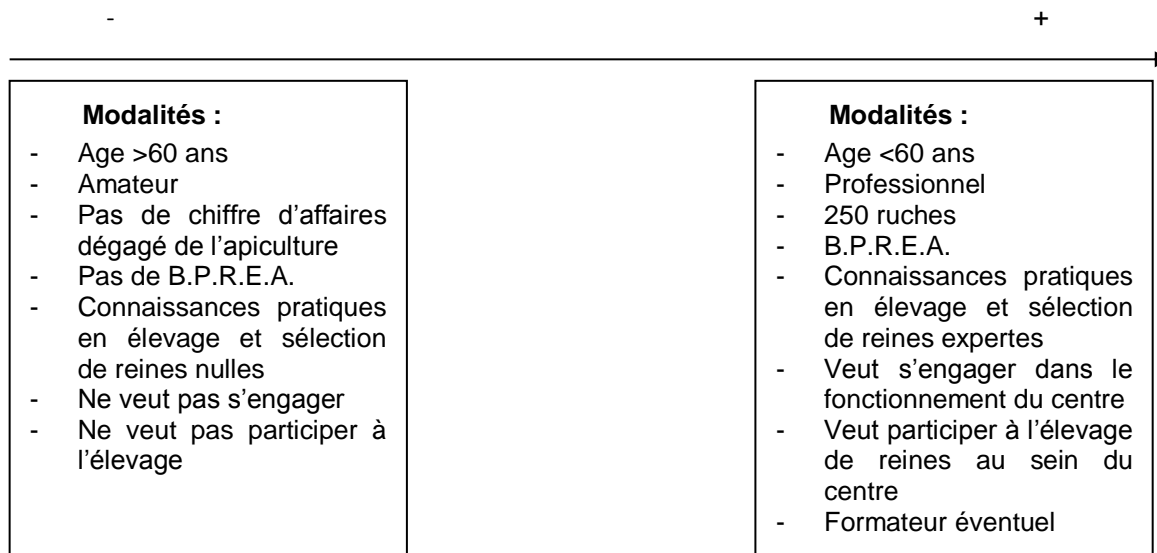 -
+
Modalités :
- Age >60 ans
- Amateur
- Pas de chiffre d'affaires
dégagé de l'apiculture
- Pas de B.P.R.E.A.
- Connaissances pratiques
en élevage et sélection
de reines nulles
- Ne veut pas s'engager
- Ne veut pas participer à
l'élevage
Modalités :
- Age <60 ans
- Professionnel
- 250 ruches
- B.P.R.E.A.
- Connaissances pratiques
en élevage et sélection
de reines expertes
- Veut s'engager dans le
fonctionnement du centre
- Veut participer à l'élevage
de reines au sein du
centre
- Formateur éventuel